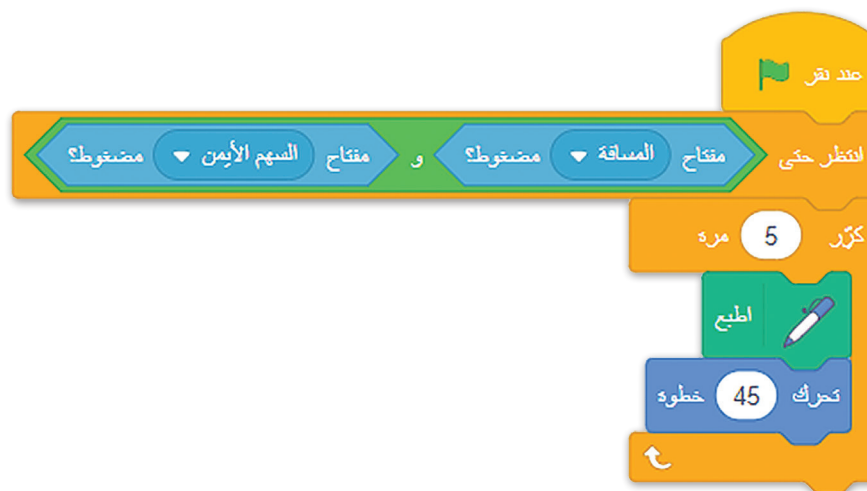 عند نقر
انتظر حتى مفتاح المسافة مضغوط؟ و مفتاح السهم الأيمن مضغوط؟
كرّر 5 مرة
اطبع
تحرك 45 خطوة